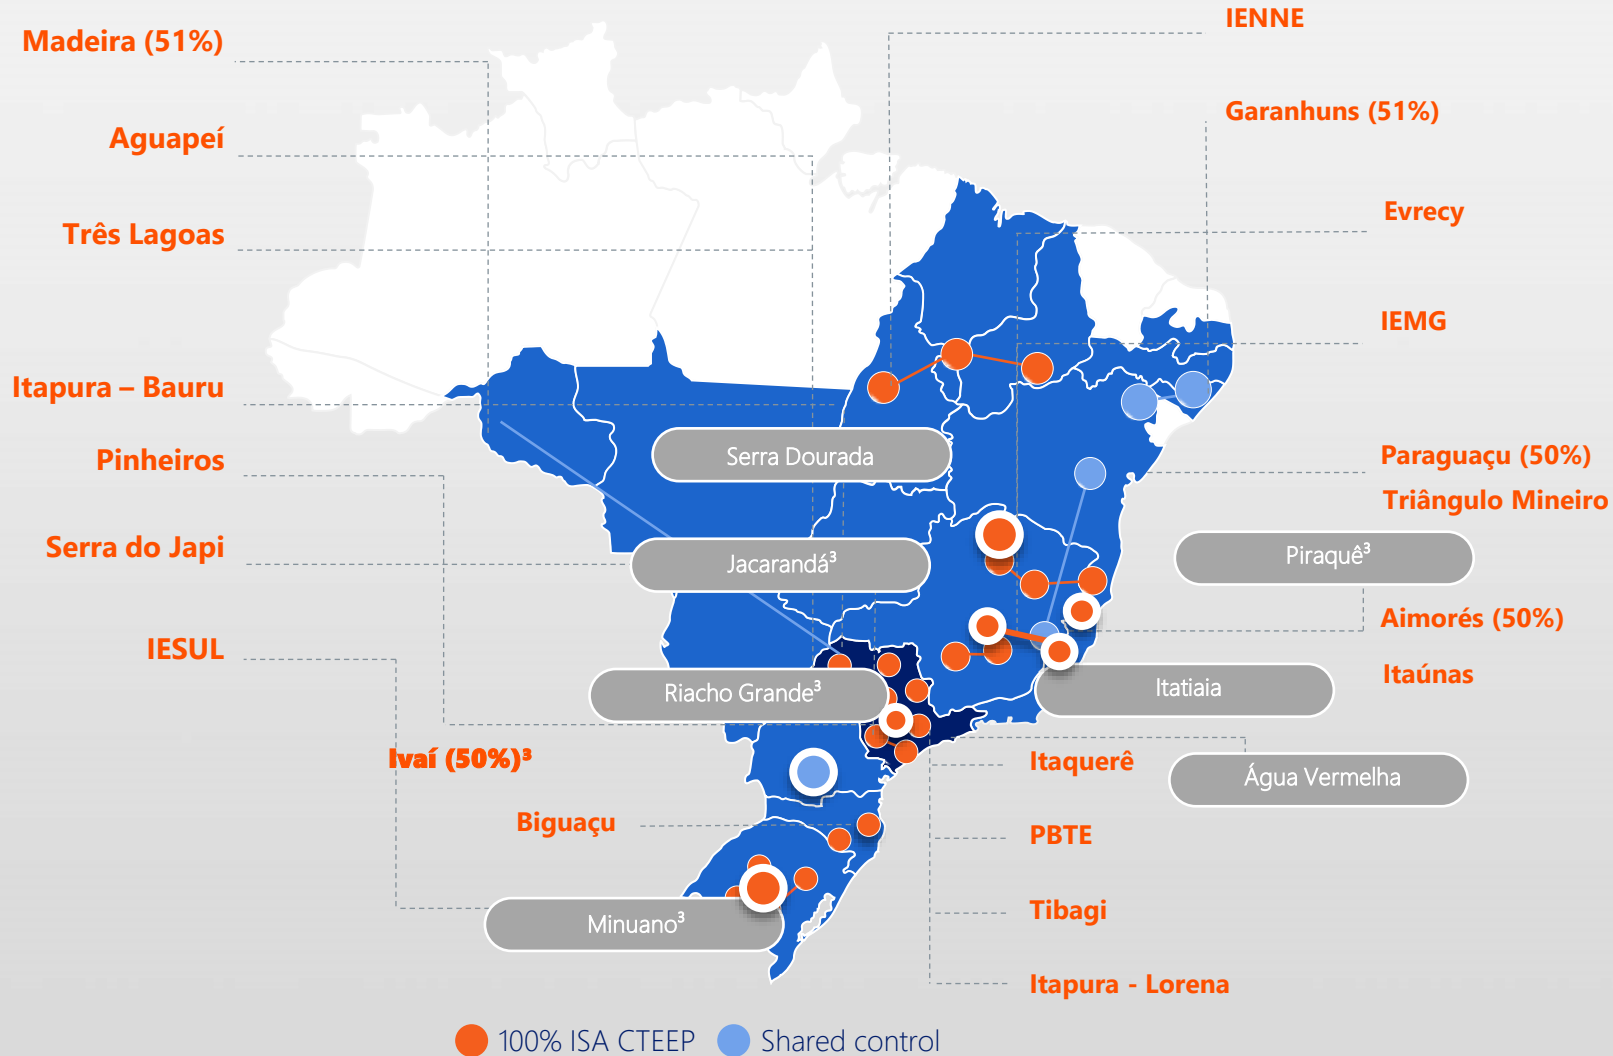 IENNE
Madeira (51%)
Garanhuns (51%)
Aguapeí
Evrecy
Três Lagoas
IEMG
Itapura – Bauru
Serra Dourada
Paraguaçu (50%)
Pinheiros
Triângulo Mineiro
Serra do Japi
Jacarandá³
Piraquê³
Aimorés (50%)
IESUL
Itaúnas
Riacho Grande³
Itatiaia
Ivaí (50%)³
Itaquerê
Água Vermelha
Biguaçu
PBTE
Minuano³
Tibagi
Itapura - Lorena
100% ISA CTEEP
Shared control